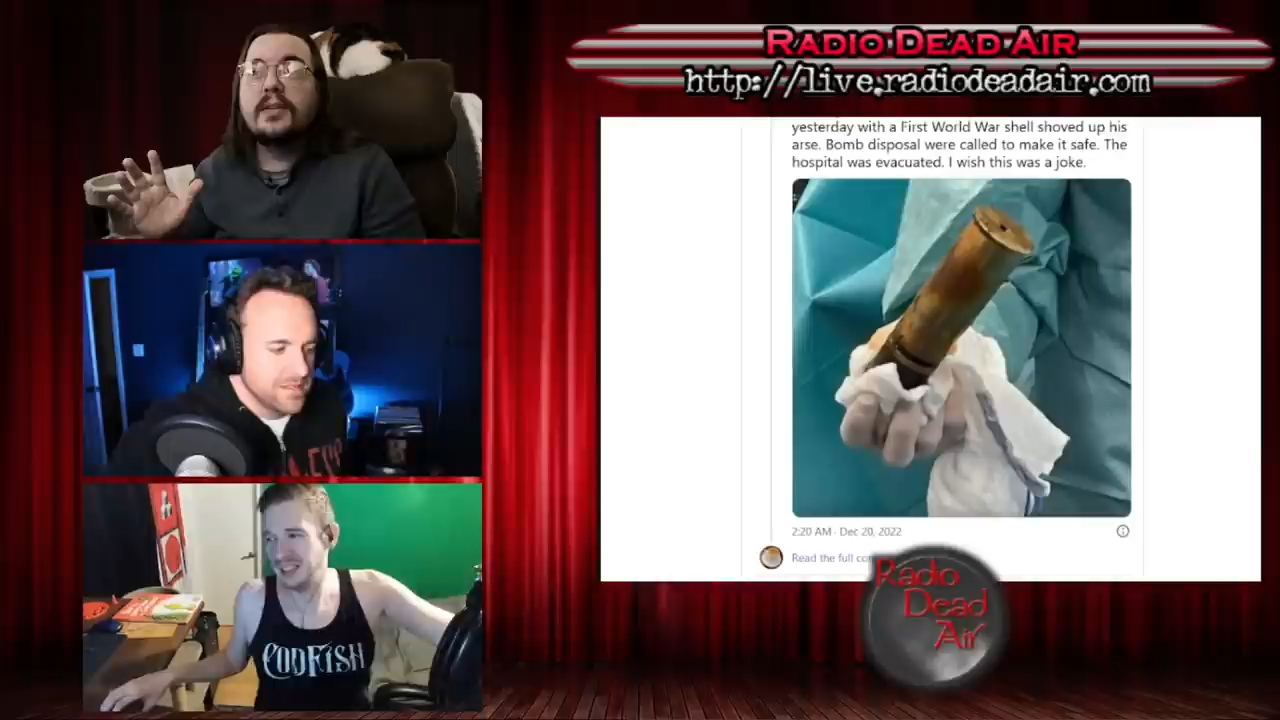 RADIO DEAD AIR
http://live.radiodeadair.com
yesterday with a First World War shell shoved up his
arse. Bomb disposal were called to make it safe. The
hospital was evacuated. I wish this was a joke.
2:20 AM · Dec 20, 2022
Read the full
Radio
Dead
Air
CODFISH